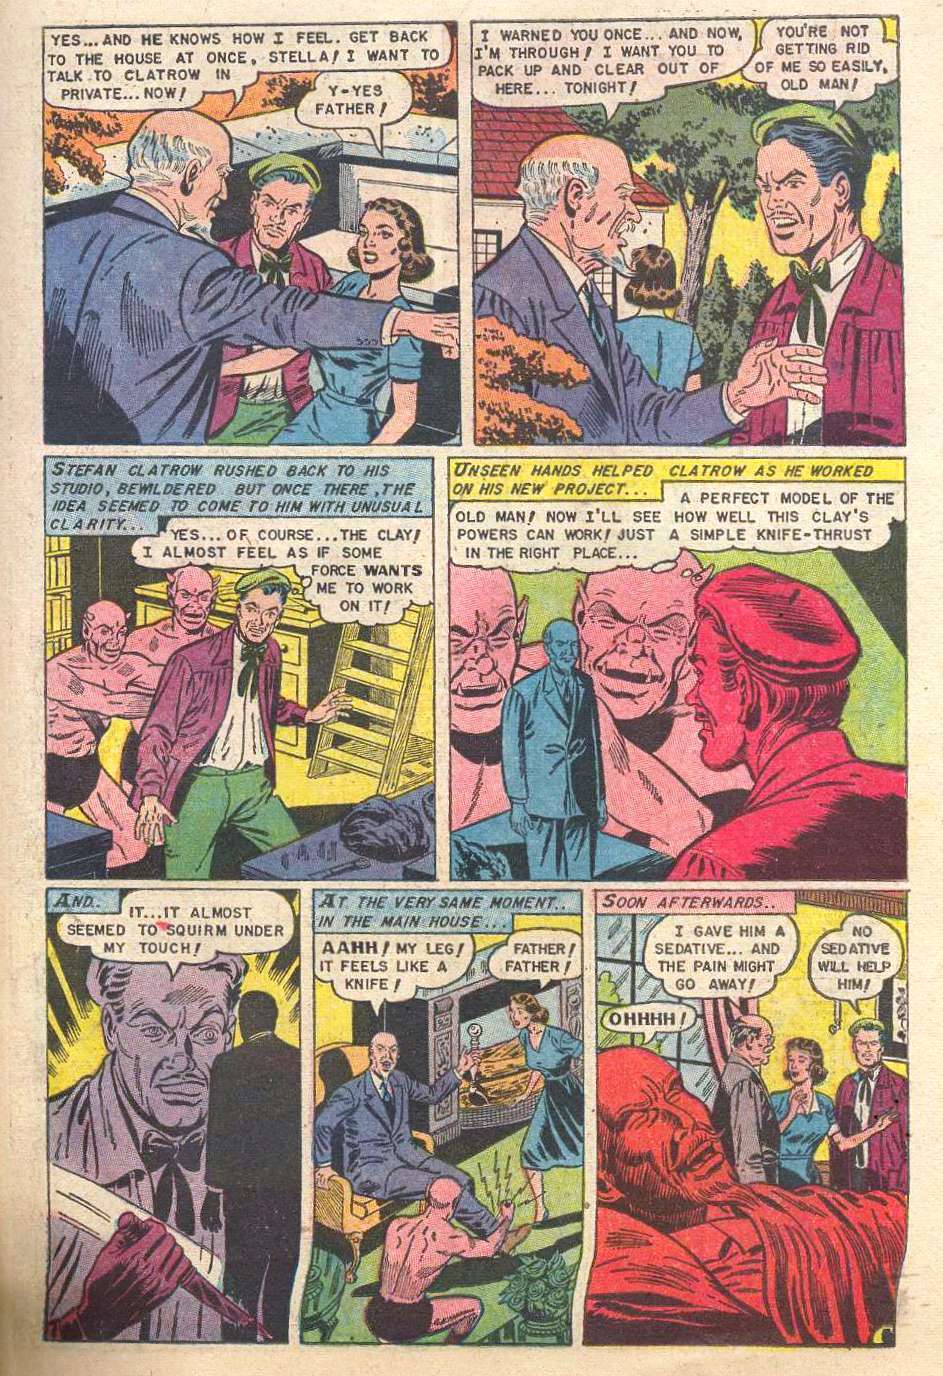 YES...AND HE KNOWS HOW I FEEL. GET BACK
TO THE HOUSE AT ONCE, STELLA! I WANT TO
TALK TO CLATROW IN
PRIVATE...NOW!
Y-YES
FATHER!
I WARNED YOU ONCE...AND NOW,
I'M THROUGH! I WANT YOU TO
PACK UP AND CLEAR OUT OF
HERE...TONIGHT!
YOU'RE NOT
GETTING RID
OF ME SO EASILY,
OLD MAN!
STEFAN CLATROW RUSHED BACK TO HIS
STUDIO, BEWILDERED BUT ONCE THERE, THE
IDEA SEEMED TO COME TO HIM WITH UNUSUAL
CLARITY...
YES...OF COURSE...THE CLAY!
I ALMOST FEEL AS IF SOME
FORCE WANTS
ME TO WORK
ON IT!
UNSEEN HANDS HELPED CLATROW AS HE WORKED
ON HIS NEW PROJECT...
A PERFECT MODEL OF THE
OLD MAN! NOW I'LL SEE HOW WELL THIS CLAY'S
POWERS CAN WORK! JUST A SIMPLE KNIFE-THRUST
IN THE RIGHT PLACE...
AND..
IT...IT ALMOST
SEEMED TO SQUIRM UNDER
MY TOUCH!
AT THE VERY SAME MOMENT..
IN THE MAIN HOUSE...
AAHH! MY LEG!
IT FEELS LIKE A
KNIFE!
FATHER!
FATHER!
SOON AFTERWARDS..
I GAVE HIM A
SEDATIVE...AND
THE PAIN MIGHT
GO AWAY!
NO
SEDATIVE
WILL HELP
HIM!
OHHHH!